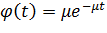 φ(t) = μe^{-μt}